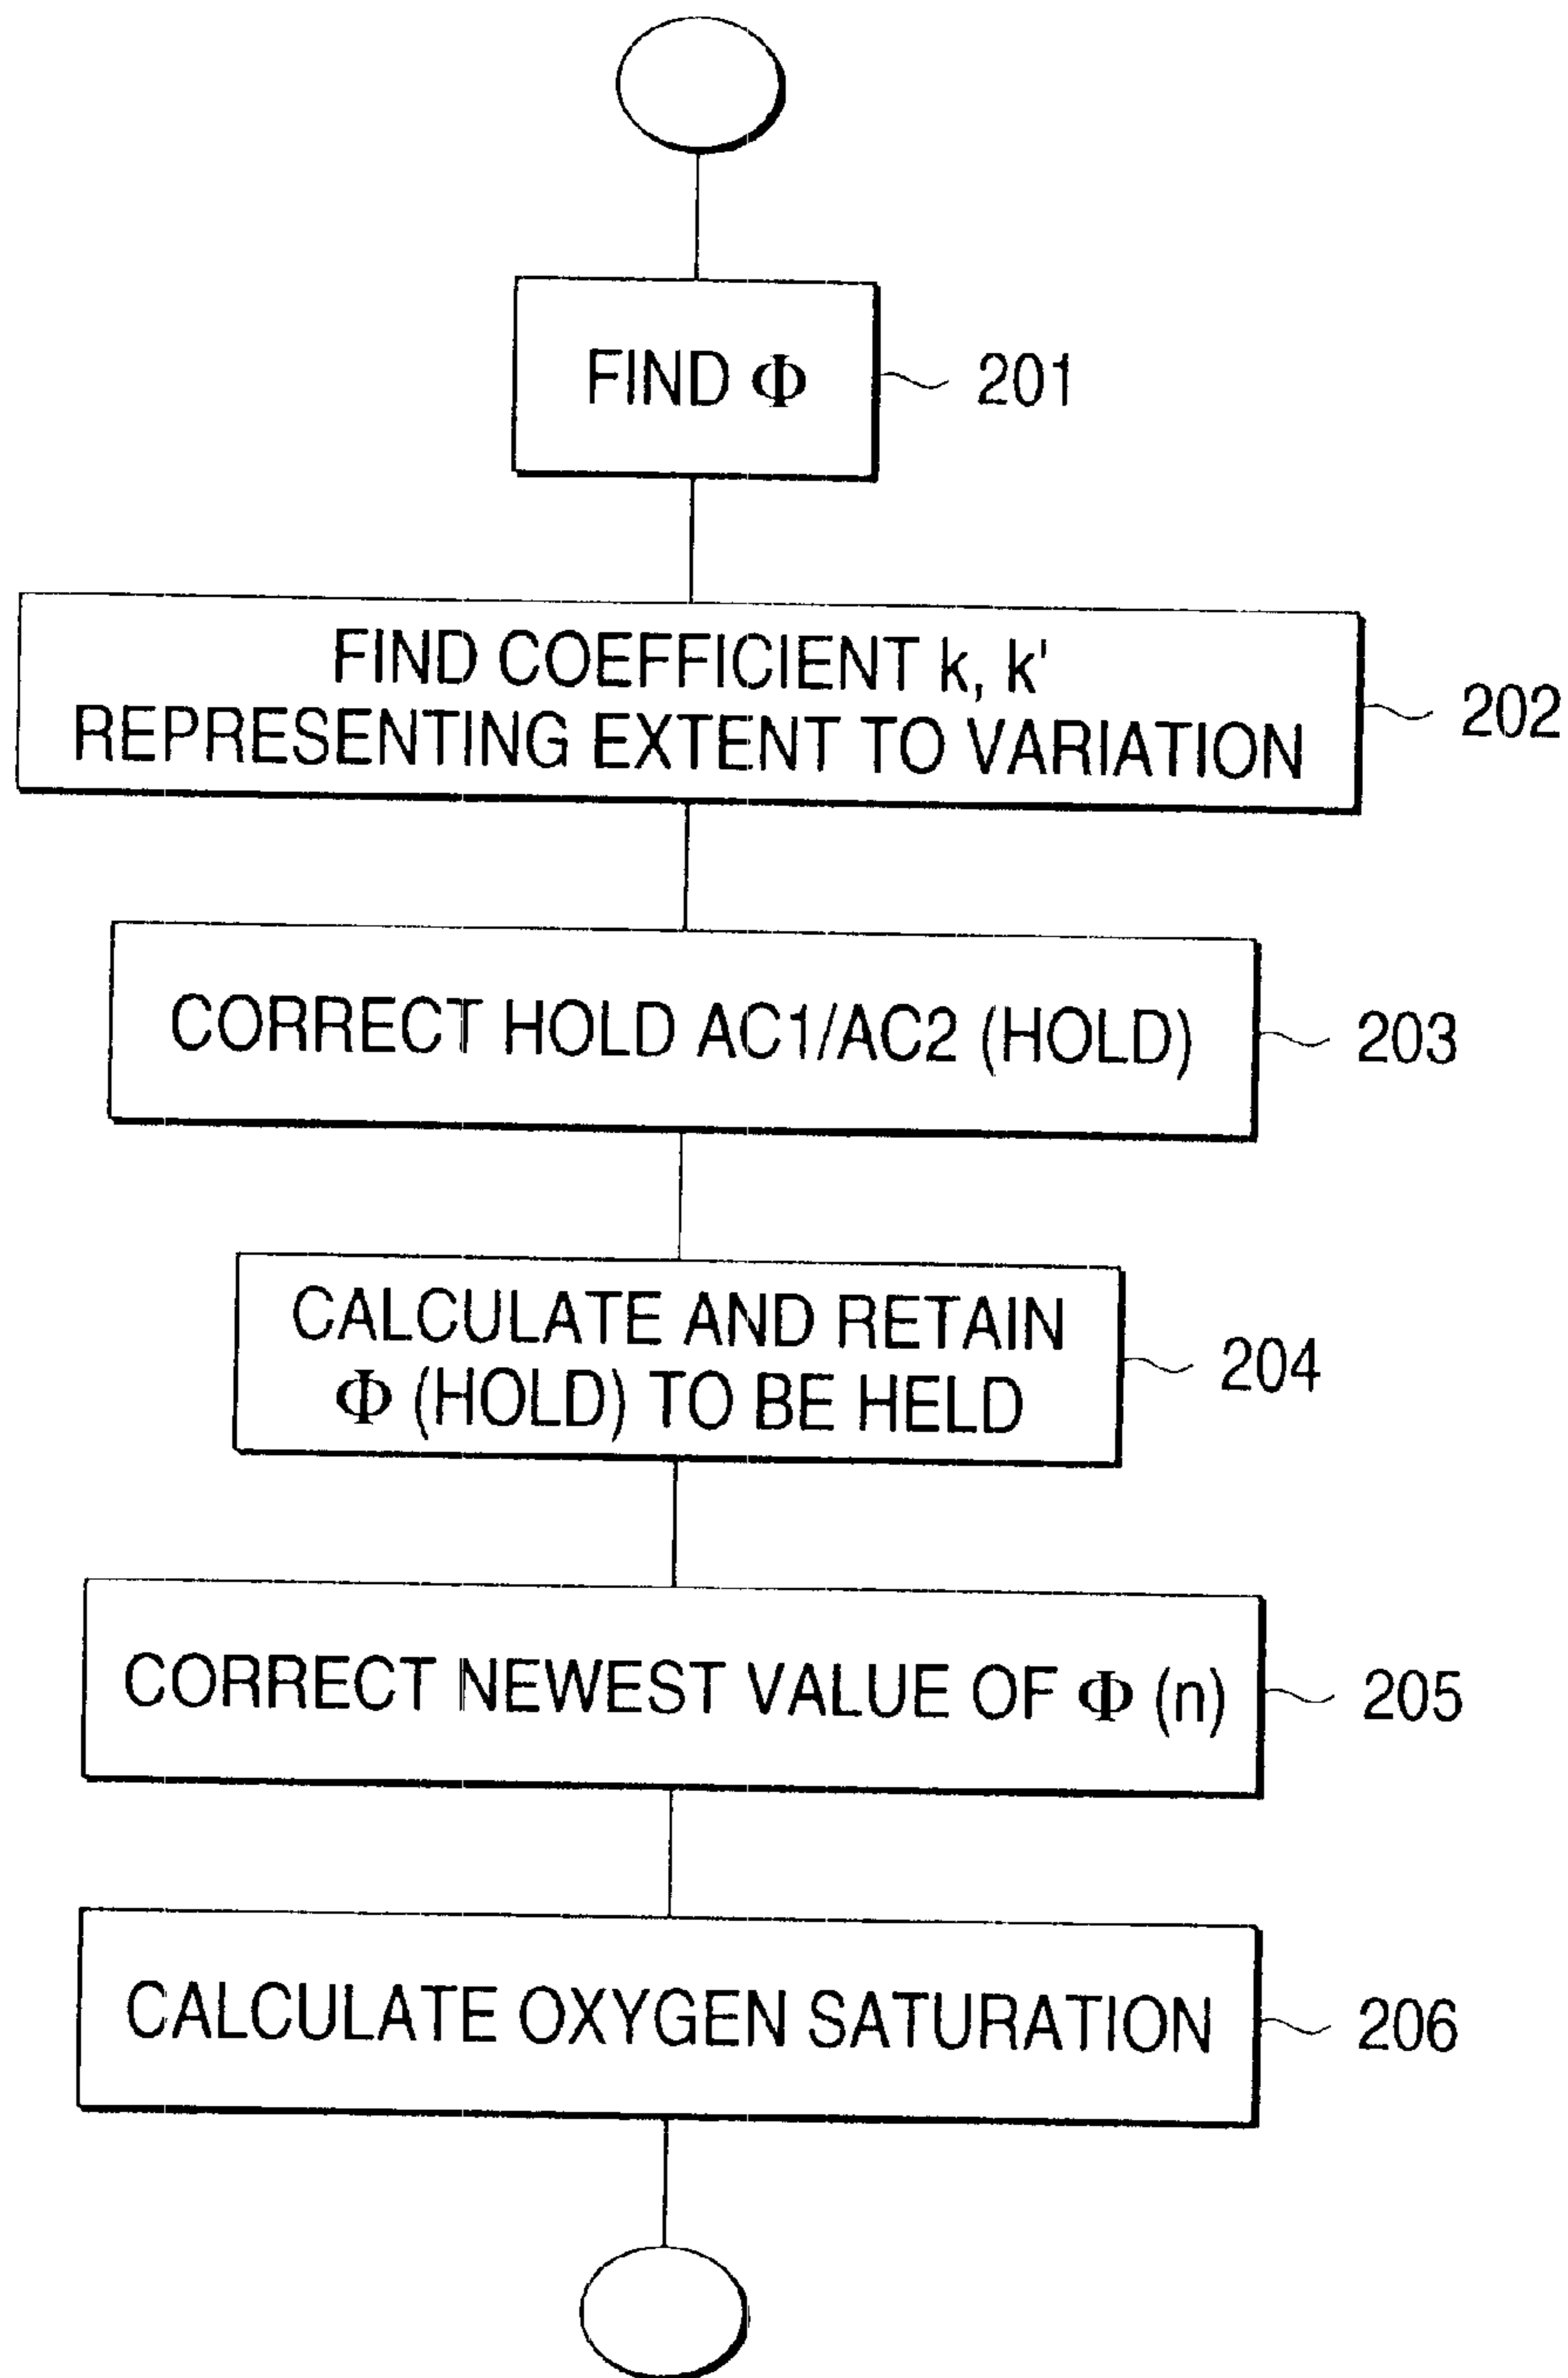 FIND Φ
201
FIND COEFFICIENT k, k'
REPRESENTING EXTENT TO VARIATION
202
CORRECT HOLD AC1/AC2 (HOLD)
203
CALCULATE AND RETAIN
Φ (HOLD) TO BE HELD
204
CORRECT NEWEST VALUE OF Φ (n)
205
CALCULATE OXYGEN SATURATION
206